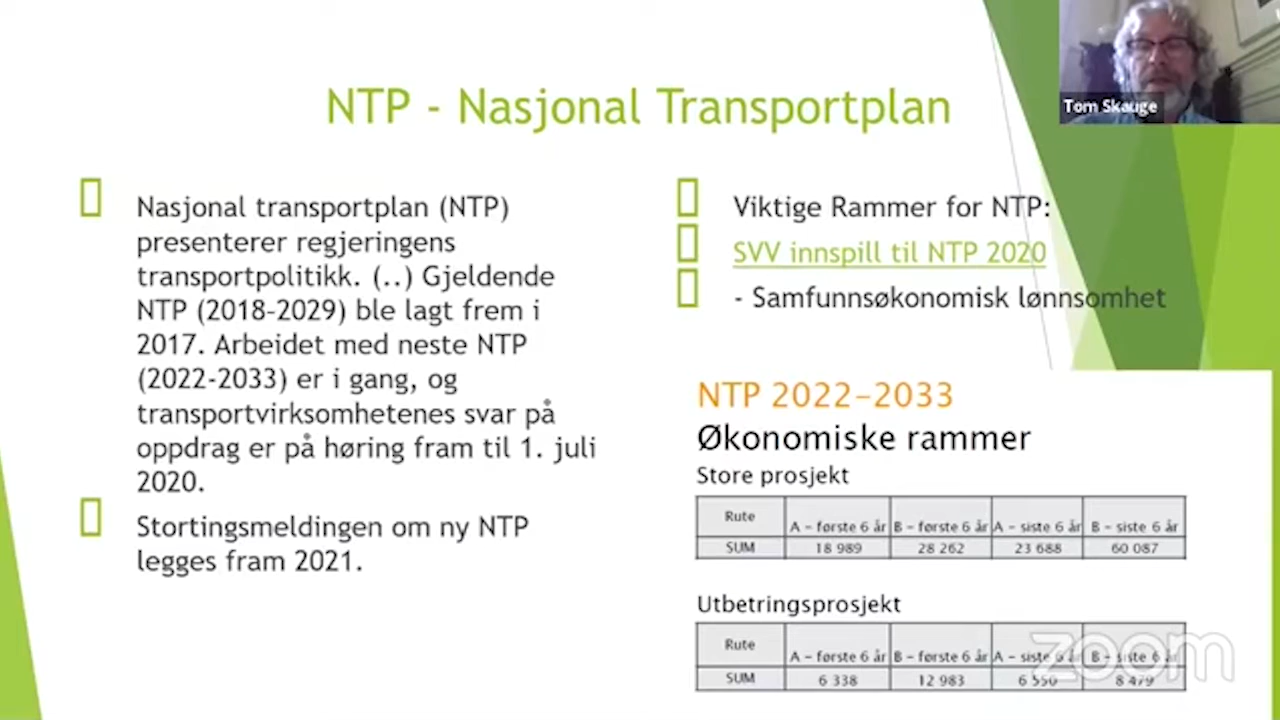 NTP - Nasjonal Transportplan
Tom Skauge
Nasjonal transportplan (NTP)
presenterer regjeringens
transportpolitikk. (..) Gjeldende
NTP (2018-2029) ble lagt frem i
2017. Arbeidet med neste NTP
(2022-2033) er i gang, og
transportvirksomhetenes svar på
oppdrag er på høring fram til 1. juli
2020.
Stortingsmeldingen om ny NTP
legges fram 2021.
Viktige Rammer for NTP:
SVV innspill til NTP 2020
- Samfunnsøkonomisk lønnsomhet
NTP 2022-2033
Økonomiske rammer
Store prosjekt
Rute A - første 6 år B - første 6 år A - siste 6 år B - siste 6 år
SUM 18 989 28 262 23 688 60 087
Utbetringsprosjekt
Rute A - første 6 år B - første 6 år A - siste 6 år B - siste 6 år
SUM 6 338 12 983 6 550 8 479
zoom